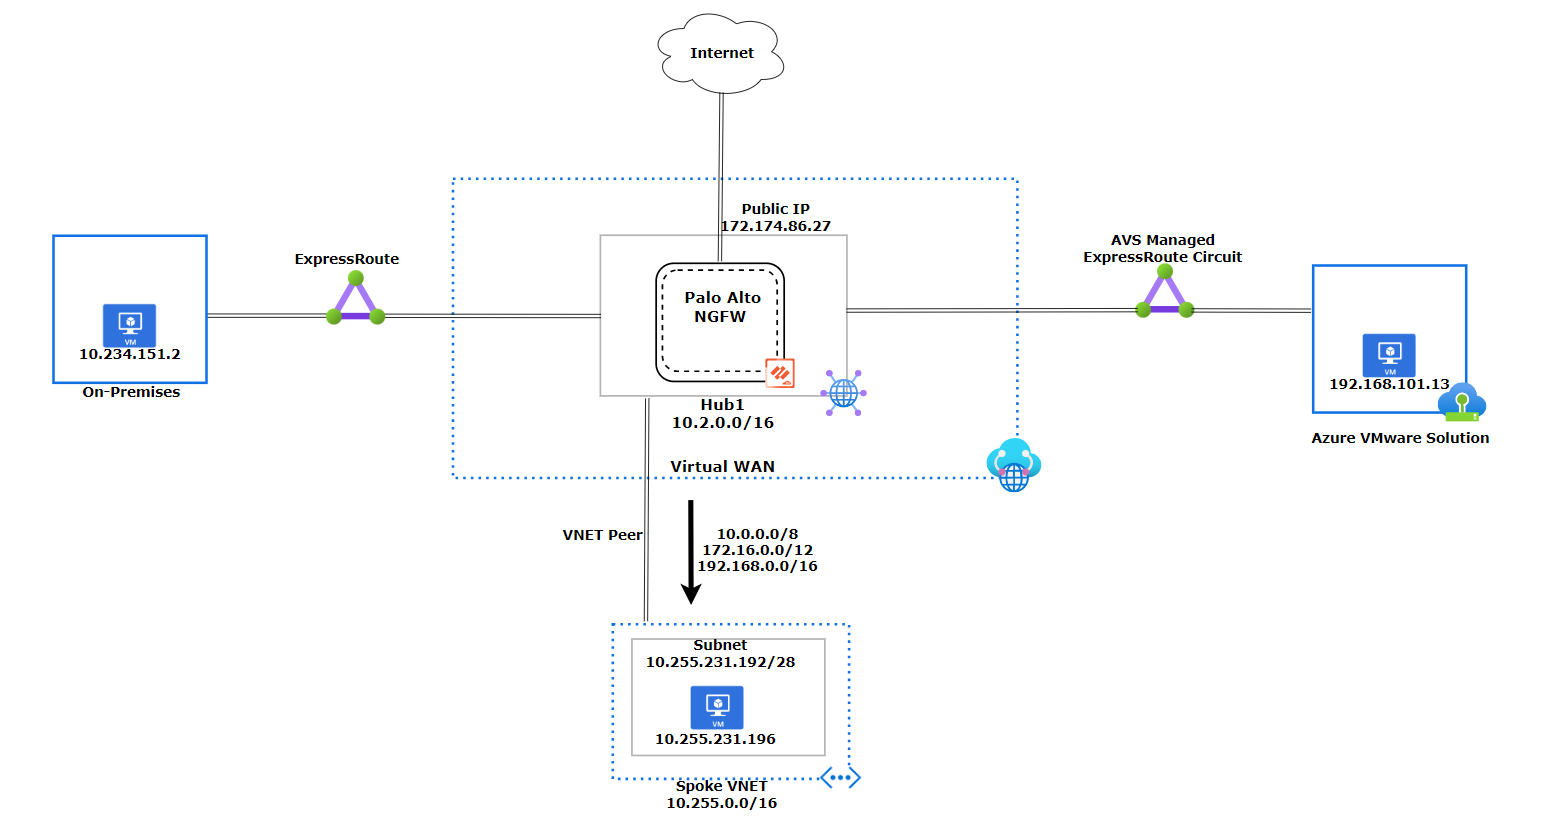 Internet
Public IP
172.174.86.27
ExpressRoute
AVS Managed
ExpressRoute Circuit
Palo Alto
NGFW
VM
10.234.151.2
On-Premises
VM
192.168.101.13
Azure VMware Solution
Hub1
10.2.0.0/16
Virtual WAN
VNET Peer
10.0.0.0/8
172.16.0.0/12
192.168.0.0/16
Subnet
10.255.231.192/28
VM
10.255.231.196
Spoke VNET
10.255.0.0/16